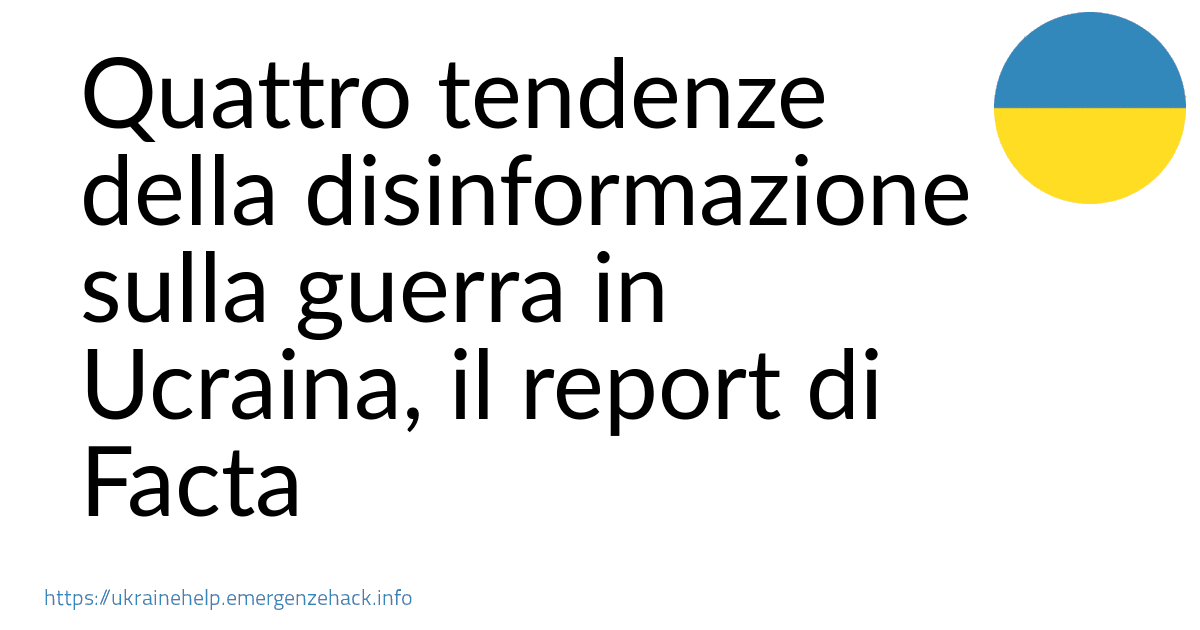 Quattro tendenze
della disinformazione
sulla guerra in
Ucraina, il report di
Facta
https://ukrainehelp.emergenzehack.info